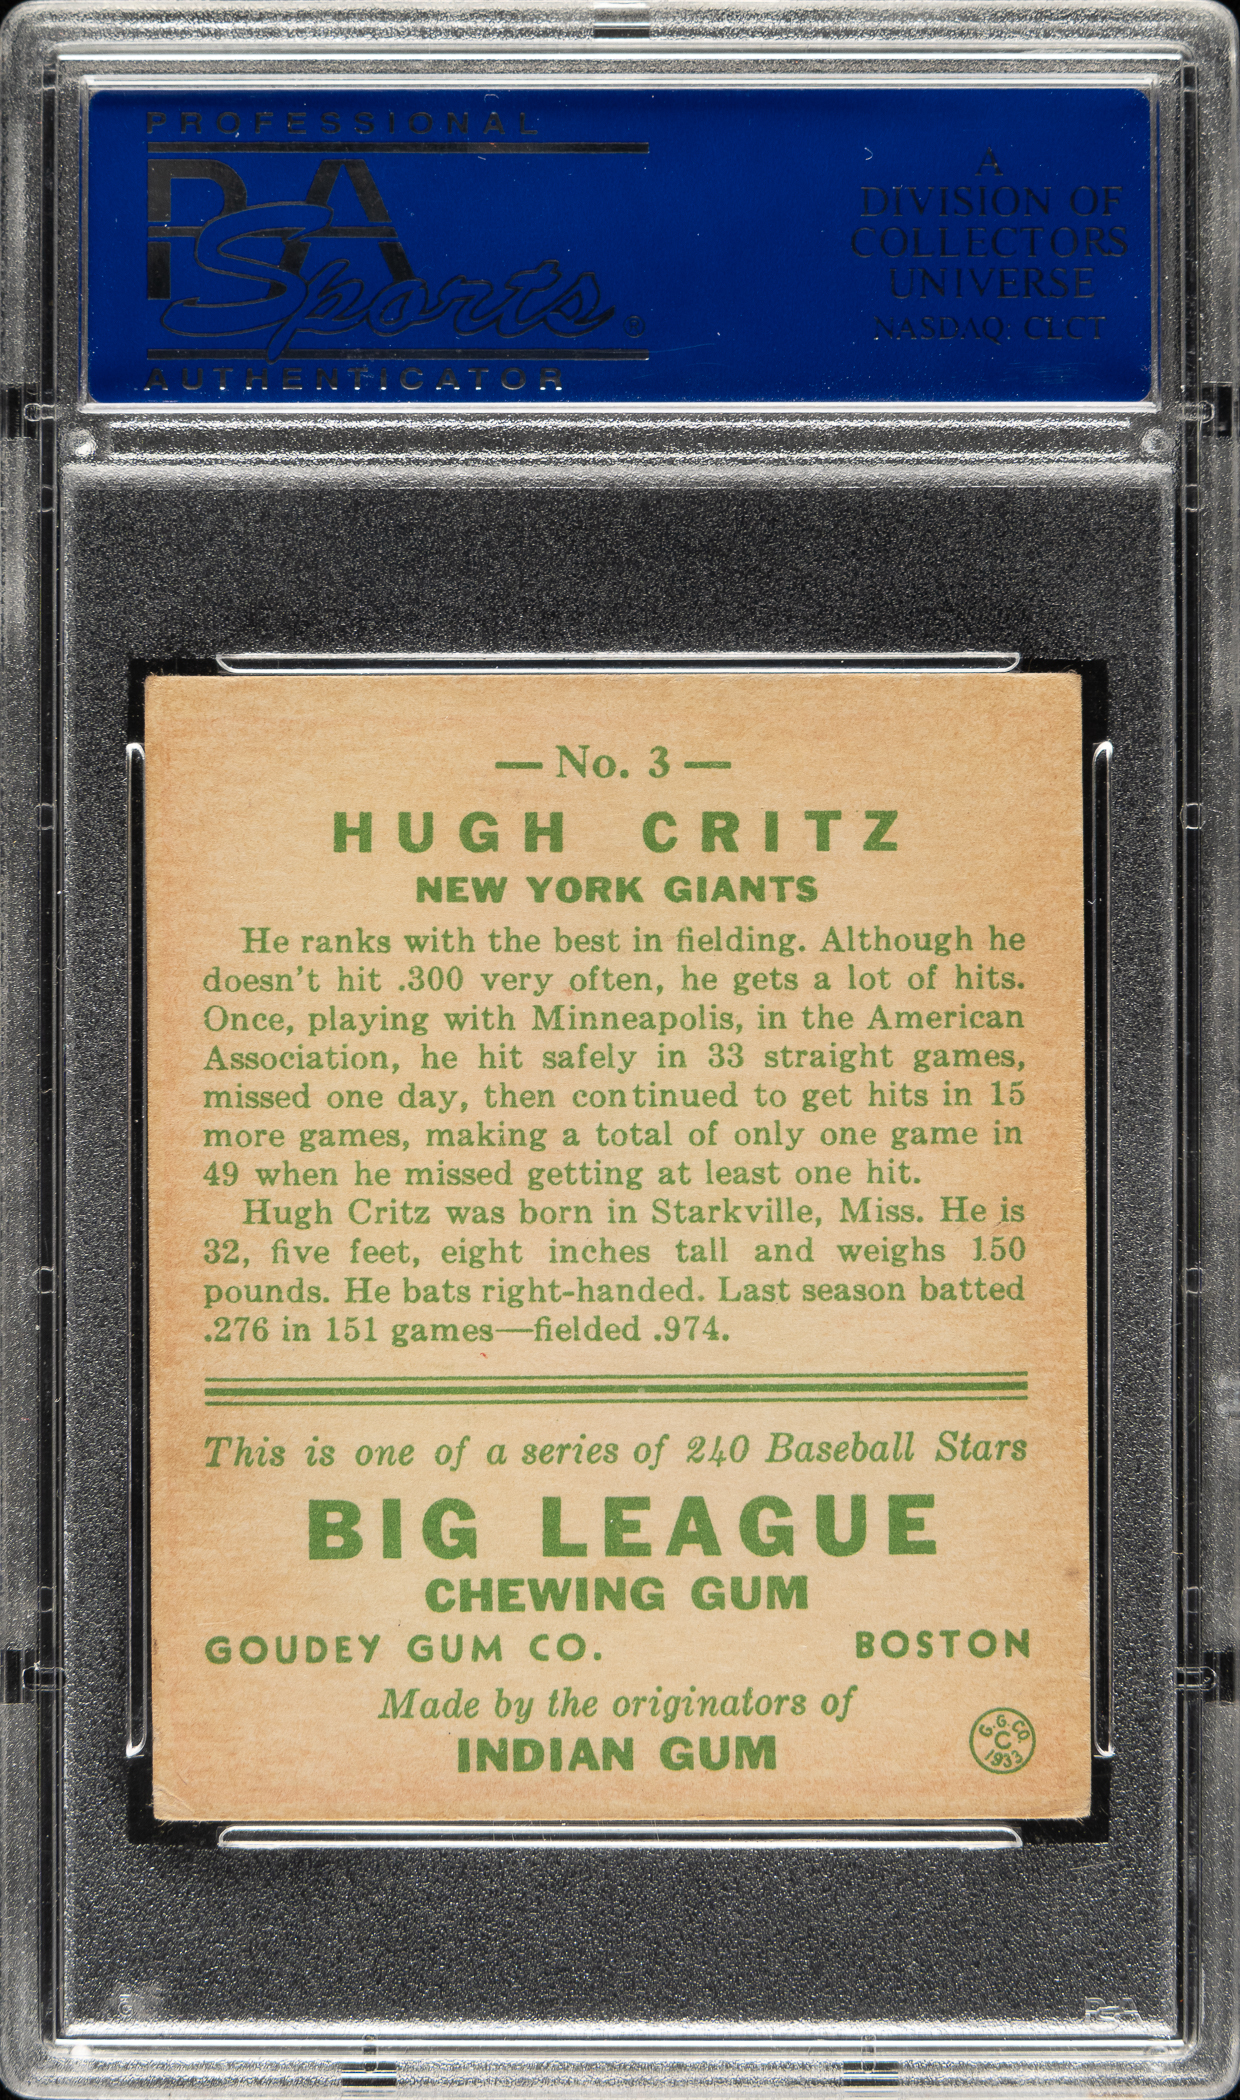 PROFESSIONAL
PSA
Sports®
AUTHENTICATOR
A
DIVISION OF
COLLECTORS
UNIVERSE
NASDAQ: CLCT
— No. 3 —
HUGH CRITZ
NEW YORK GIANTS
He ranks with the best in fielding. Although he
doesn't hit .300 very often, he gets a lot of hits.
Once, playing with Minneapolis, in the American
Association, he hit safely in 33 straight games,
missed one day, then continued to get hits in 15
more games, making a total of only one game in
49 when he missed getting at least one hit.
Hugh Critz was born in Starkville, Miss. He is
32, five feet, eight inches tall and weighs 150
pounds. He bats right-handed. Last season batted
.276 in 151 games—fielded .974.
This is one of a series of 240 Baseball Stars
BIG LEAGUE
CHEWING GUM
GOUDEY GUM CO. BOSTON
Made by the originators of
INDIAN GUM
G.G.CO.
C
1933
PSA